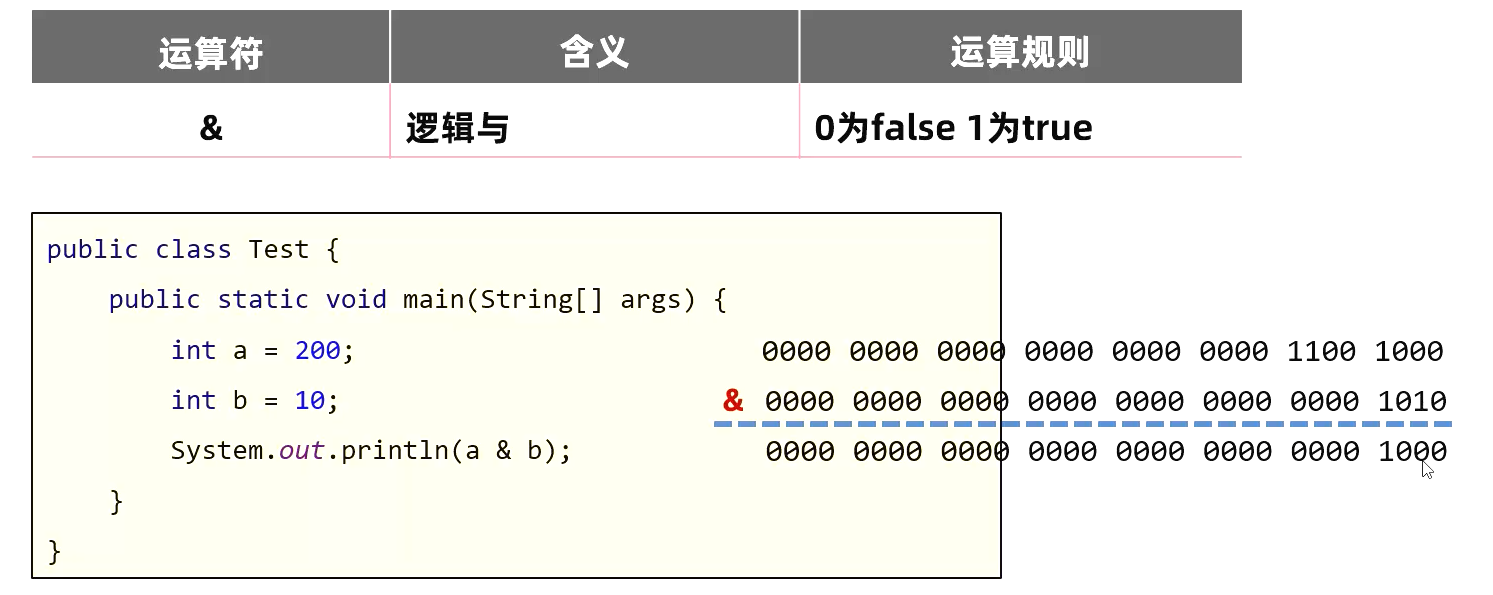 运算符 含义 运算规则
& 逻辑与 0为false 1为true
public class Test {
public static void main(String[] args) {
int a = 200; 0000 0000 0000 0000 0000 0000 1100 1000
int b = 10; & 0000 0000 0000 0000 0000 0000 0000 1010
System.out.println(a & b); 0000 0000 0000 0000 0000 0000 0000 1000
}
}